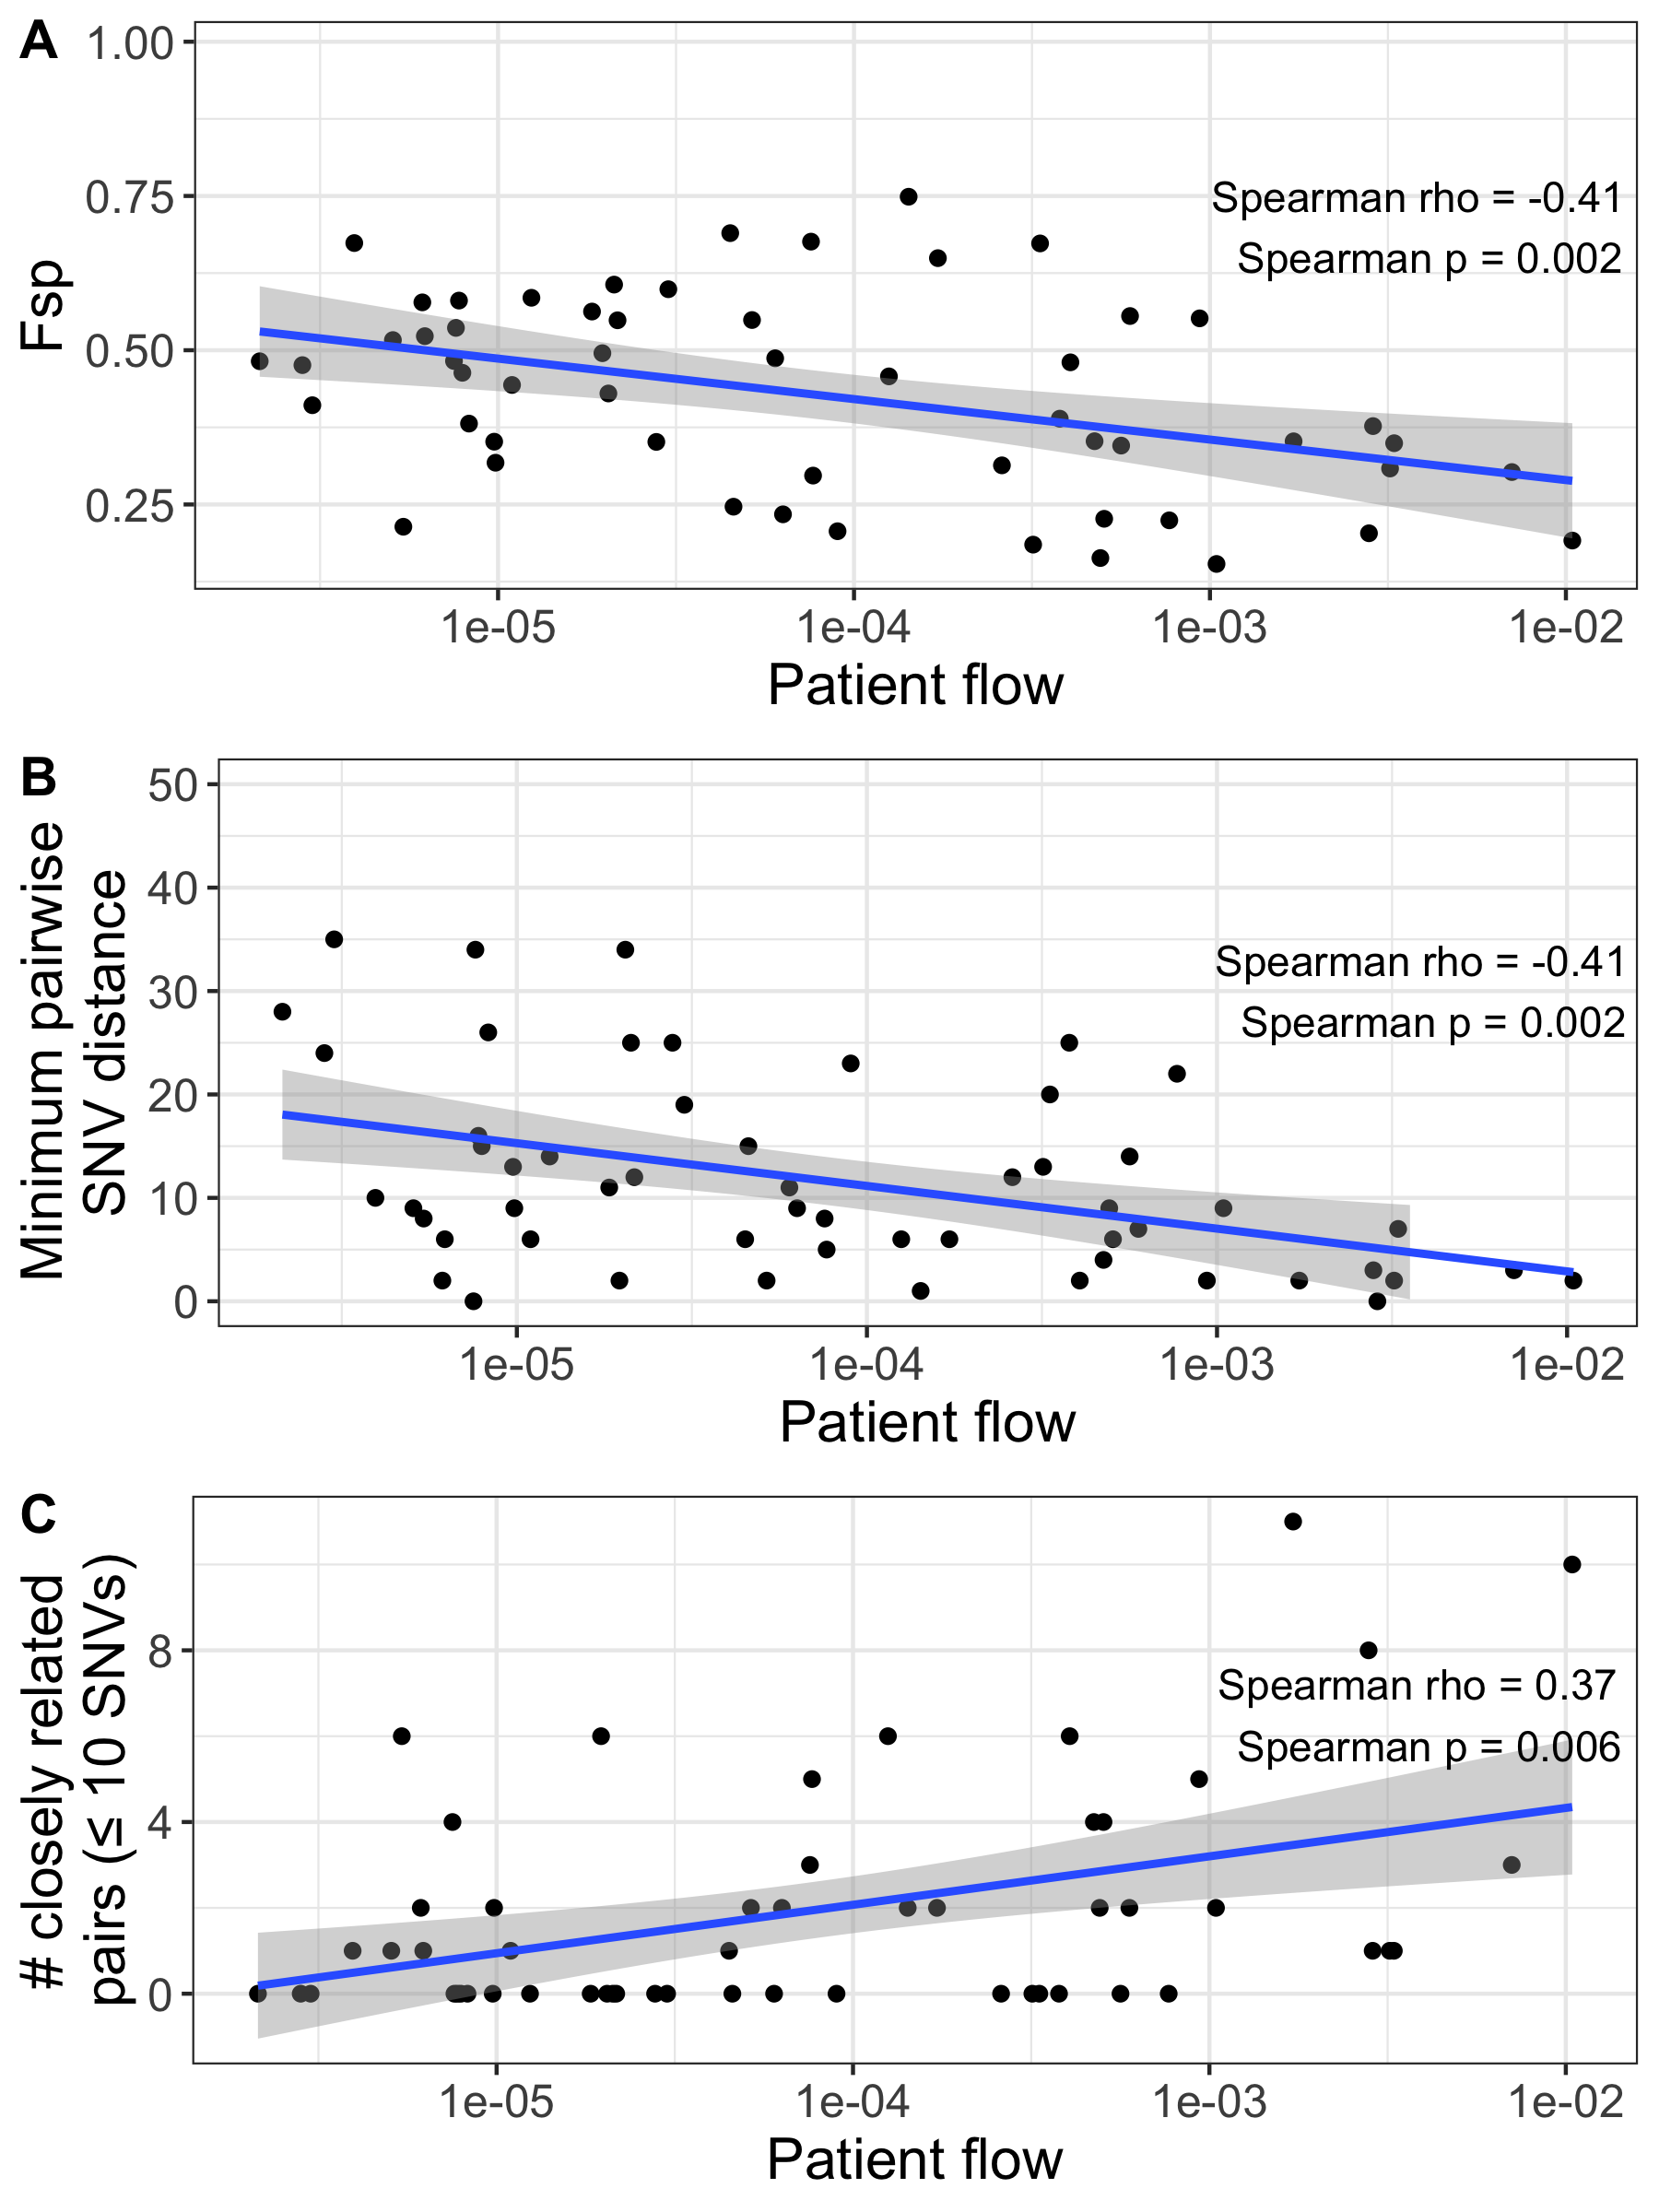 A
1.00
0.75
0.50
0.25
Fsp
Spearman rho = -0.41
Spearman p = 0.002
1e-05 1e-04 1e-03 1e-02
Patient flow
B
50
40
30
20
10
0
Minimum pairwise
SNV distance
Spearman rho = -0.41
Spearman p = 0.002
1e-05 1e-04 1e-03 1e-02
Patient flow
C
8
4
0
# closely related
pairs (≤ 10 SNVs)
Spearman rho = 0.37
Spearman p = 0.006
1e-05 1e-04 1e-03 1e-02
Patient flow